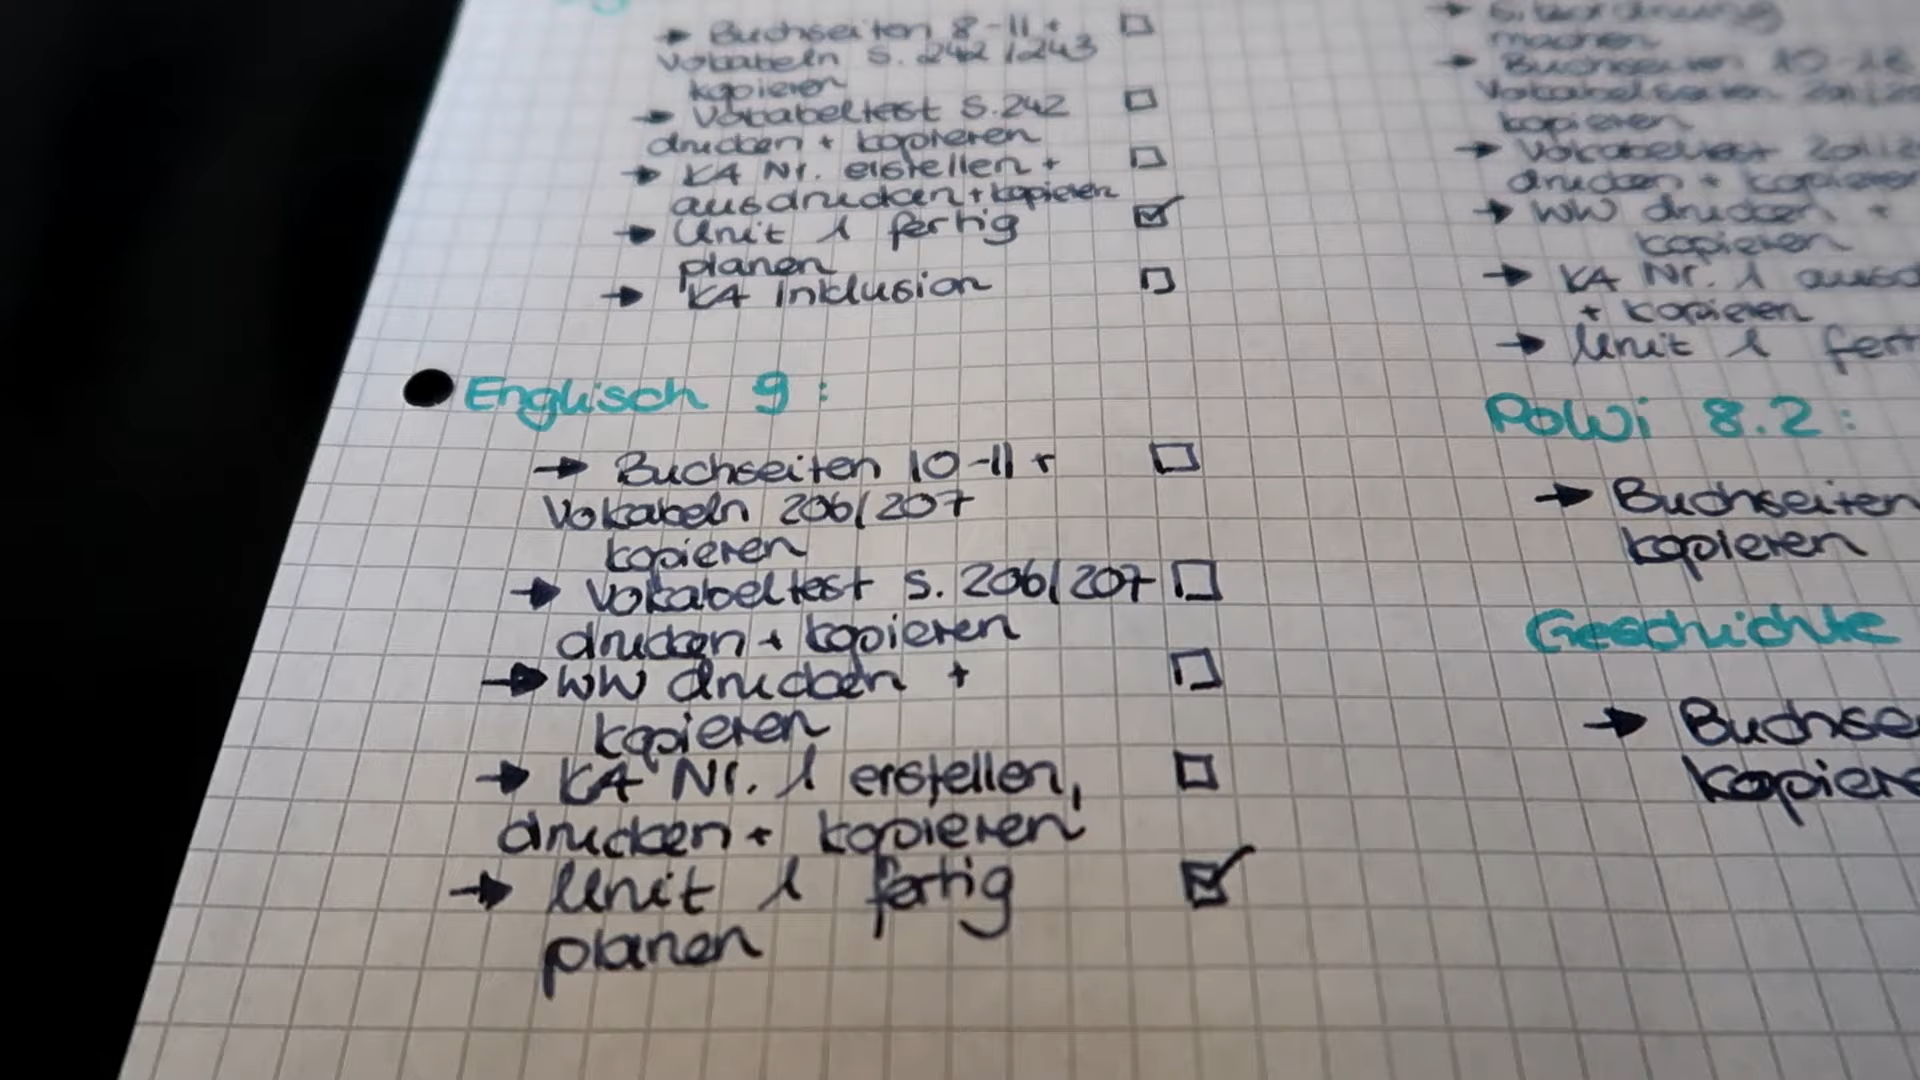 → Buchseiten 8-11 +
Vokabeln S. 242/243
kopieren
→ Vokabeltest S.242
drucken + kopieren
→ KA Nr. erstellen +
ausdrucken + kopieren
→ Unit 1 fertig
planen
→ KA Inklusion
Englisch 9:
→ Buchseiten 10-11 +
Vokabeln 206/207
kopieren
→ Vokabeltest S. 206/207
drucken + kopieren
→ WW drucken +
kopieren
→ KA Nr. 1 erstellen,
drucken + kopieren
→ Unit 1 fertig
planen
machen
→ Buchseiten
kopieren
→ Vokabeltest
drucken + kopieren
→ WW drucken +
kopieren
→ KA Nr. 1
+ kopieren
→ Unit 1
PoWi 8.2:
→ Buchseiten
kopieren
Geschichte
→ Buchse
kopiere